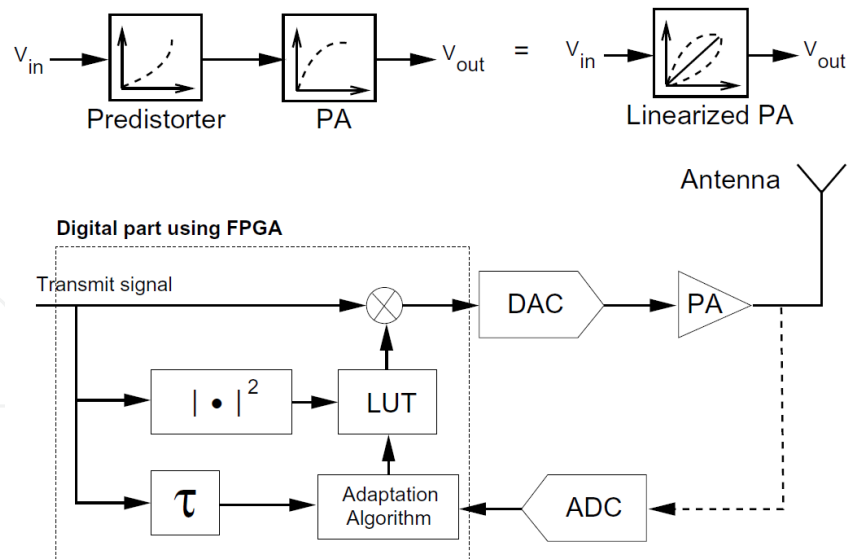 V_in V_out = V_in V_out
Predistorter PA Linearized PA
Antenna
Digital part using FPGA
Transmit signal
DAC PA
| • |² LUT
τ Adaptation Algorithm ADC